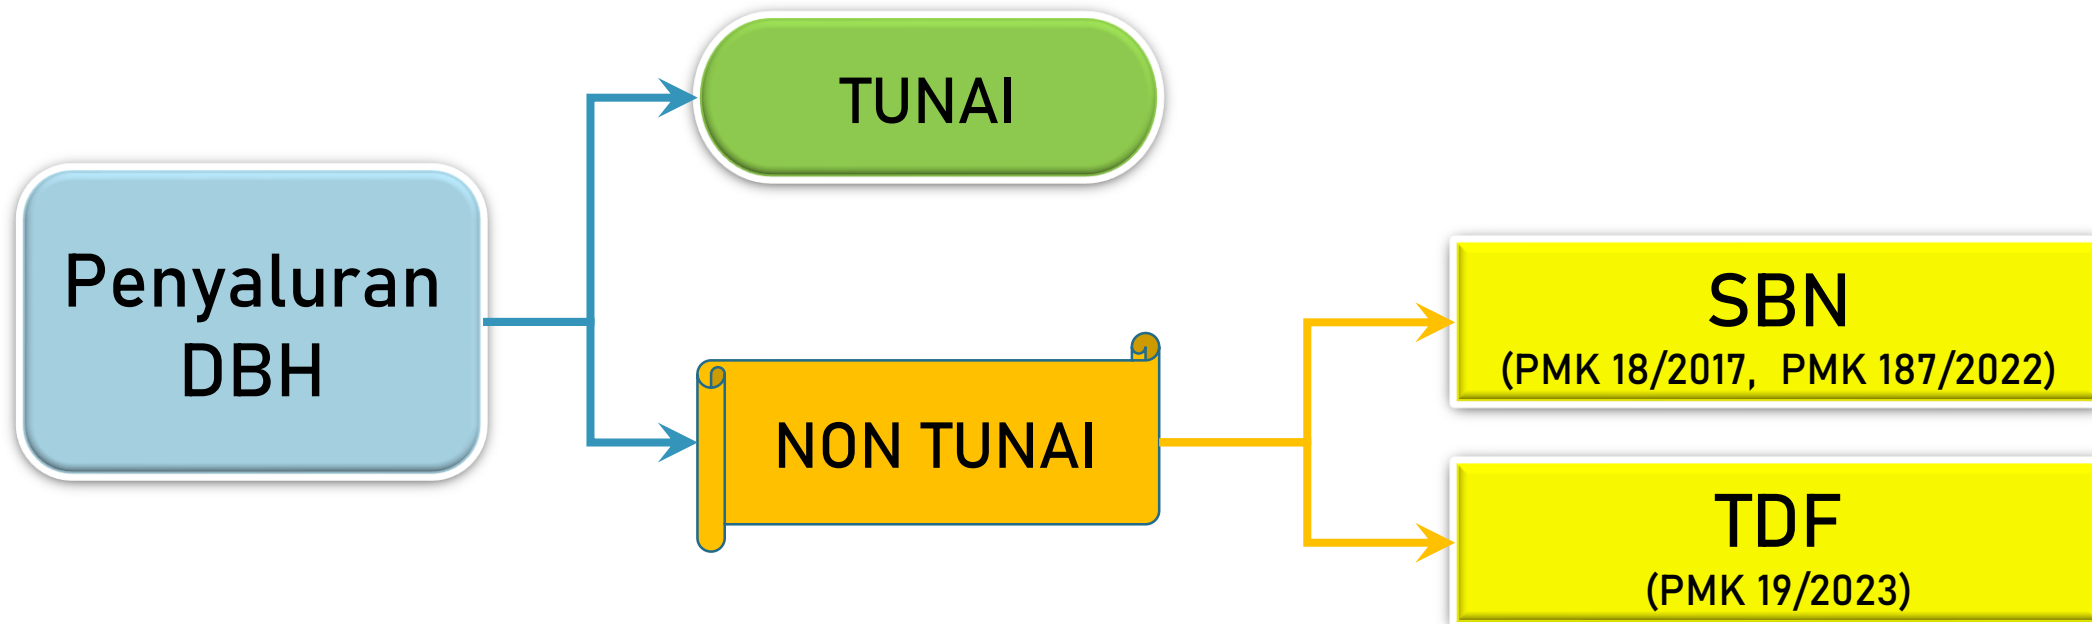 Penyaluran
DBH
TUNAI
NON TUNAI
SBN
(PMK 18/2017, PMK 187/2022)
TDF
(PMK 19/2023)